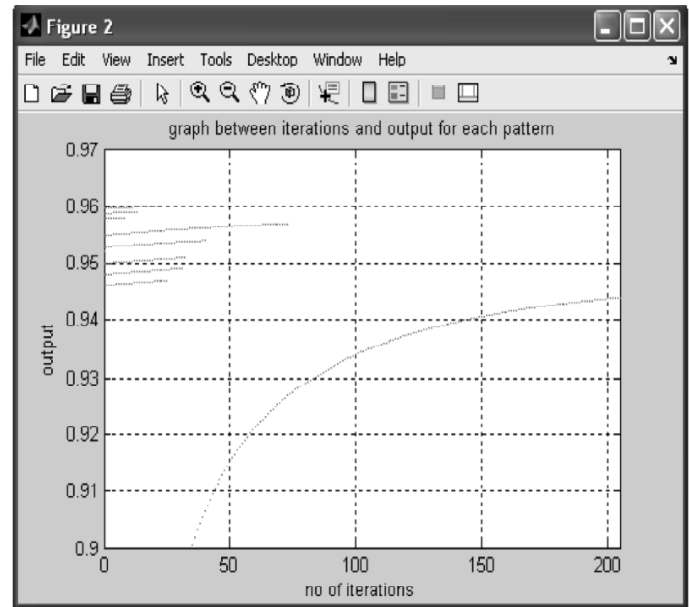 Figure 2
File Edit View Insert Tools Desktop Window Help
graph between iterations and output for each pattern
0.97
0.96
0.95
0.94
0.93
0.92
0.91
0.9
output
0 50 100 150 200
no of iterations